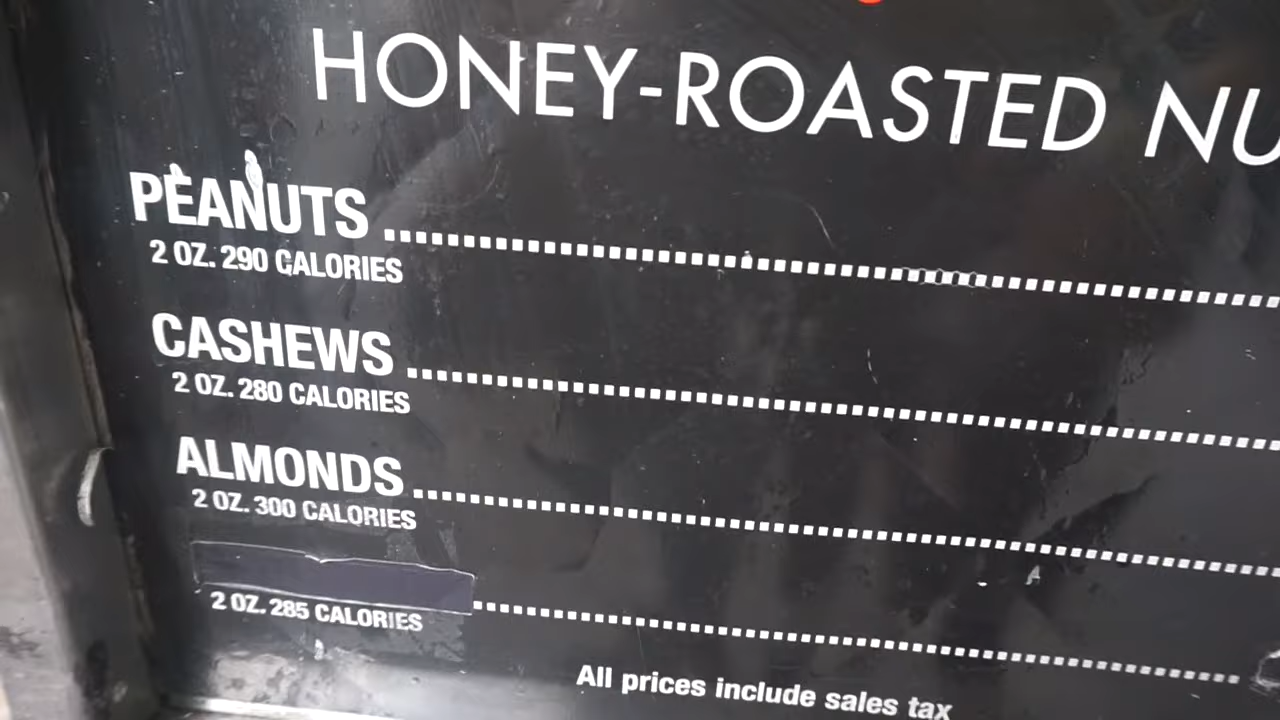 HONEY-ROASTED NU
PEANUTS
2 OZ. 290 CALORIES
CASHEWS
2 OZ. 280 CALORIES
ALMONDS
2 OZ. 300 CALORIES
2 OZ. 285 CALORIES
All prices include sales tax